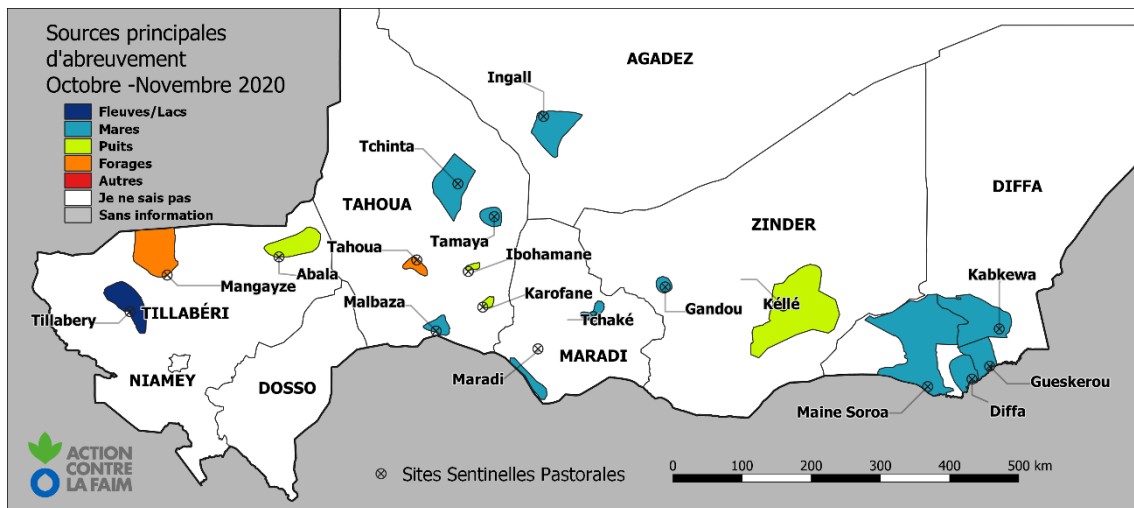 Sources principales
d'abreuvement
Octobre -Novembre 2020
Fleuves/Lacs
Mares
Puits
Forages
Autres
Je ne sais pas
Sans information
AGADEZ
Ingall
Tchinta
DIFFA
TAHOUA
ZINDER
Tamaya
Tahoua
Ibohamane
Kabkewa
Abala
Mangayze
Karofane
Malbaza
Gandou
Kéllé
Tillabery
TILLABÉRI
Tchaké
MARADI
Maradi
NIAMEY
DOSSO
Gueskerou
Maine Soroa
Diffa
ACTION
CONTRE
LA FAIM
Sites Sentinelles Pastorales
0 100 200 300 400 500 km